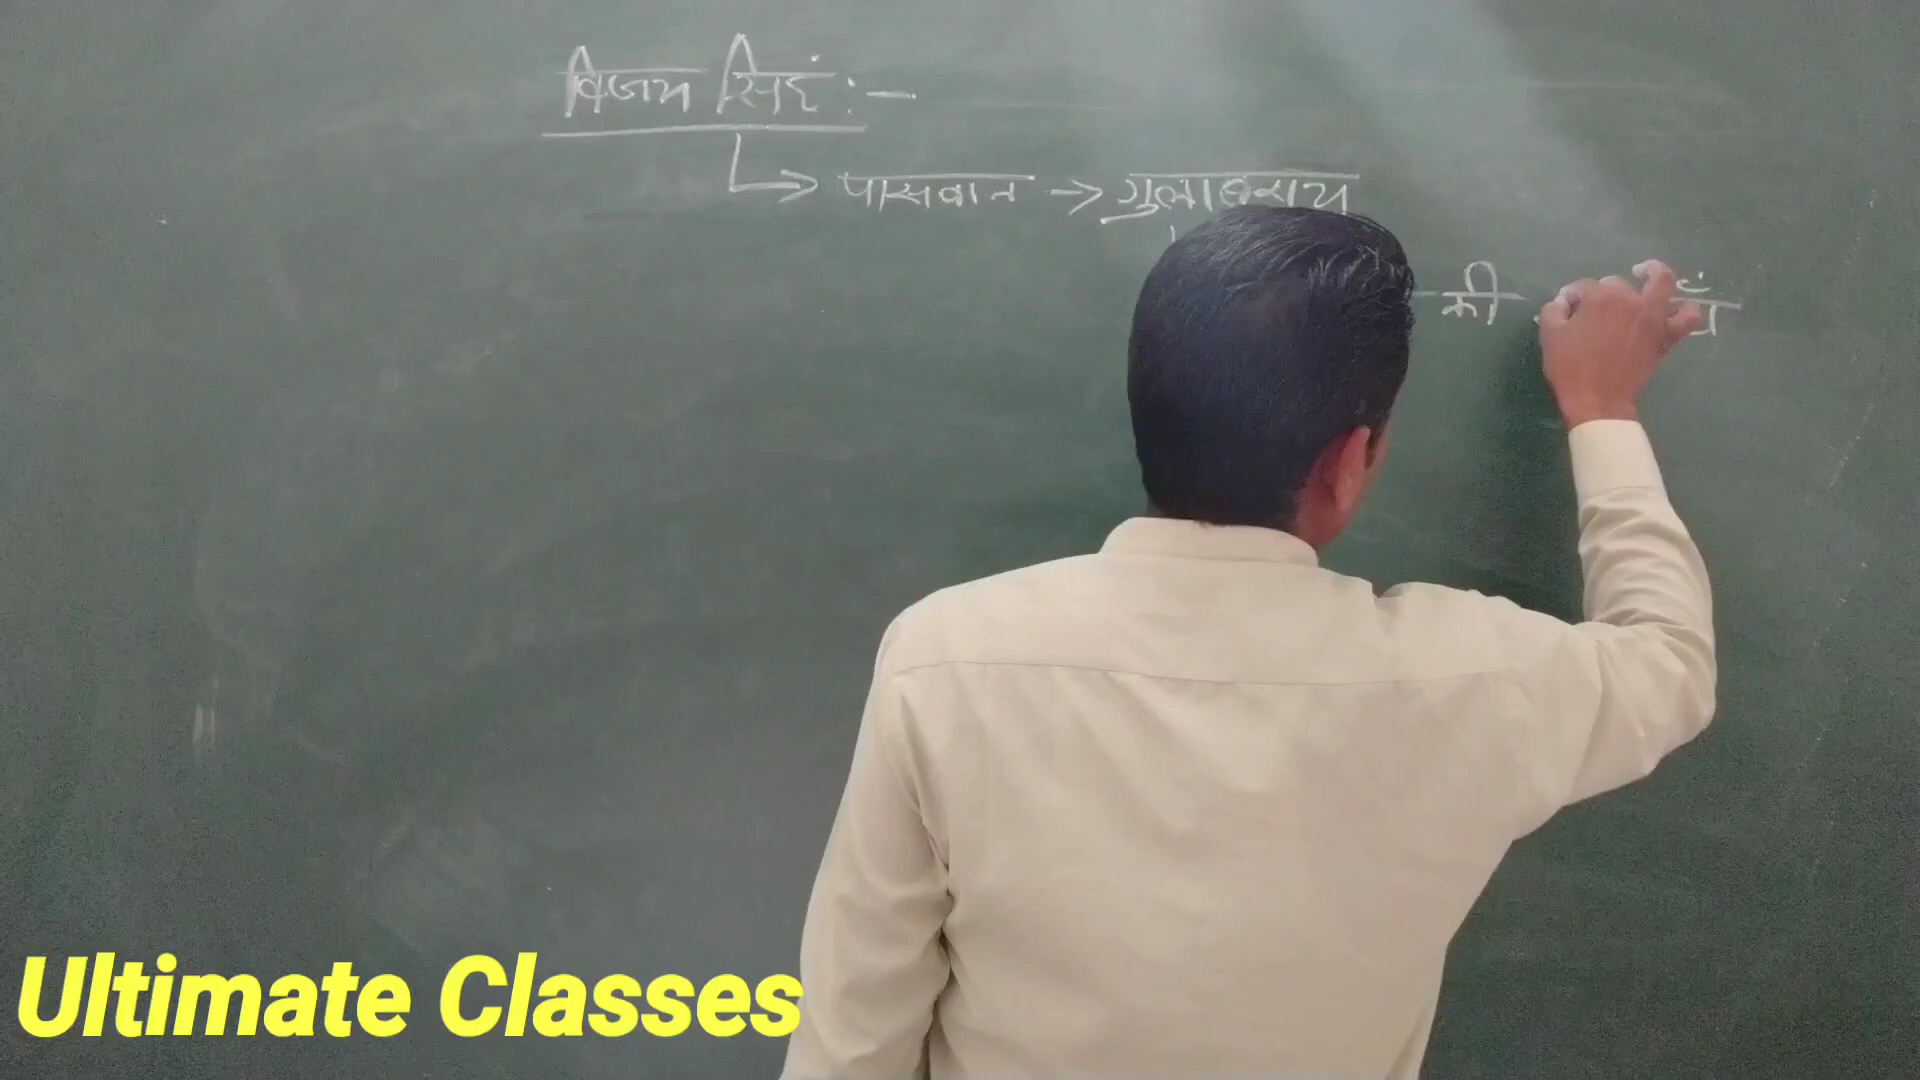 विजय सिहं :-
पासवान → गुलाबराय
की
Ultimate Classes